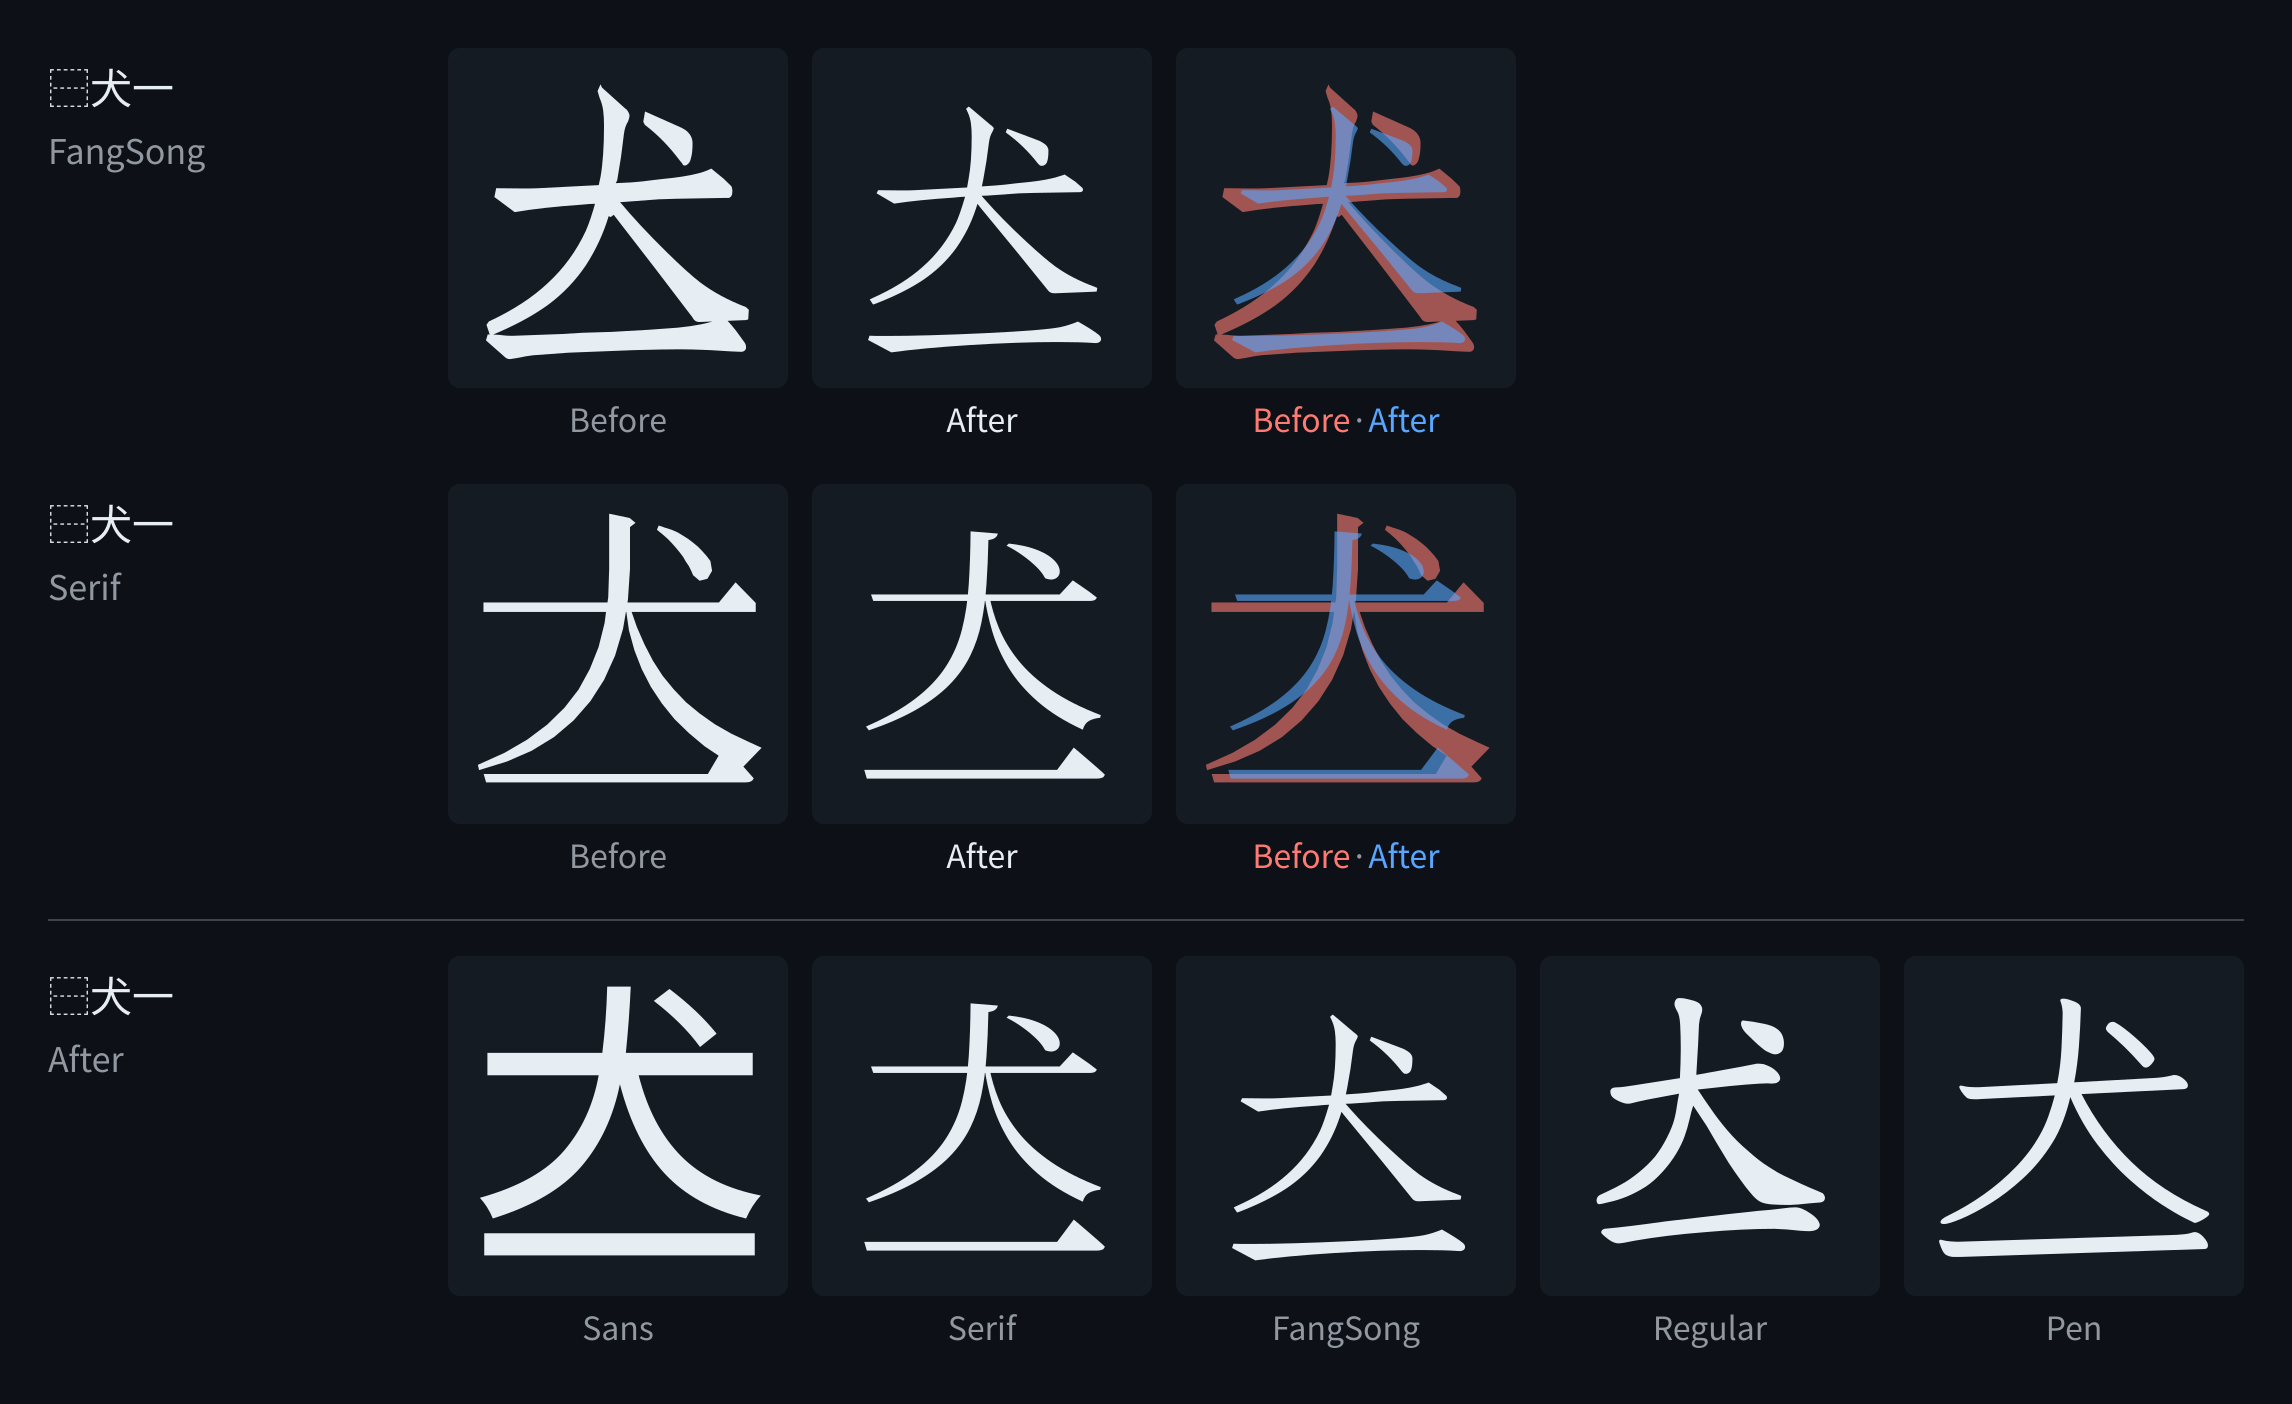 ⿱犬一
FangSong
Before
After
Before · After
⿱犬一
Serif
Before
After
Before · After
⿱犬一
After
Sans
Serif
FangSong
Regular
Pen